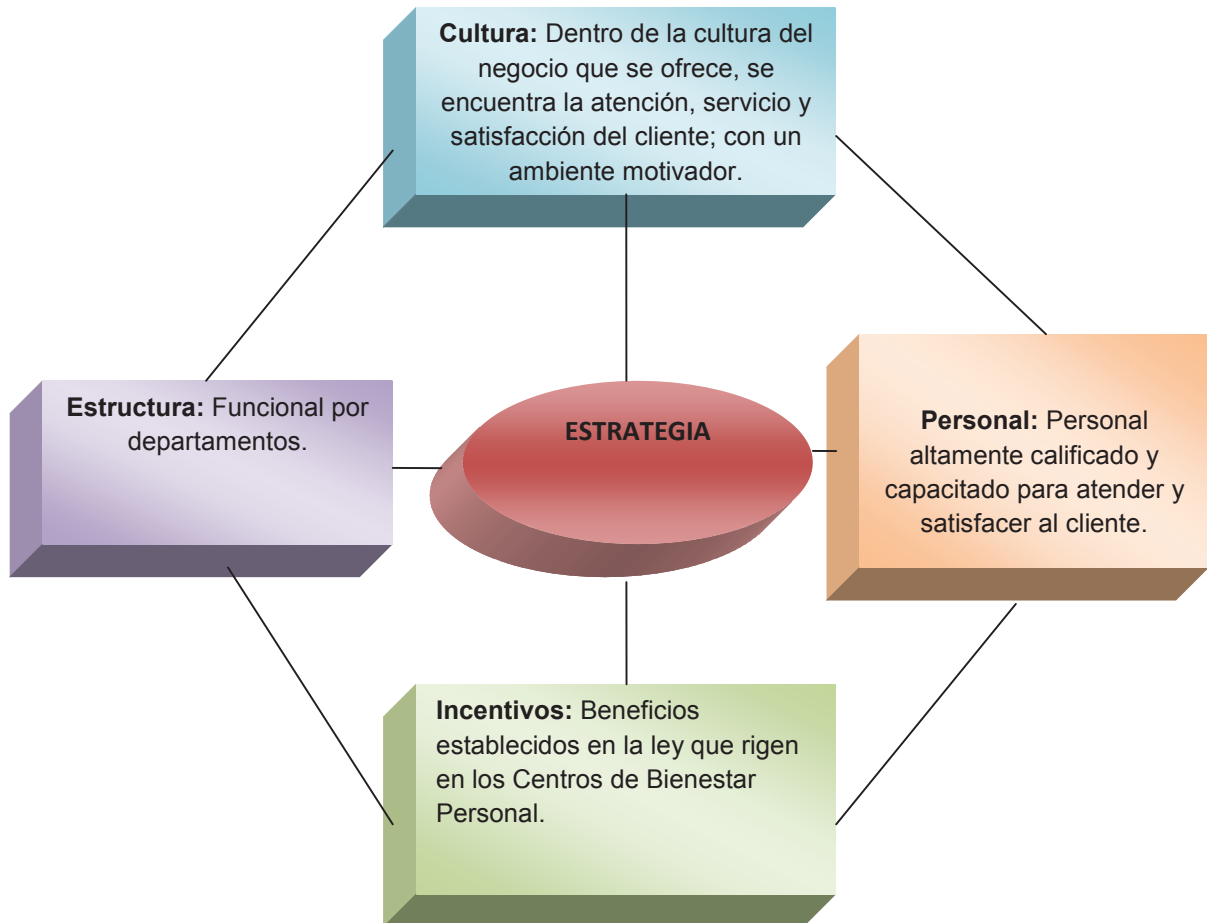 Cultura: Dentro de la cultura del
negocio que se ofrece, se
encuentra la atención, servicio y
satisfacción del cliente; con un
ambiente motivador.
Estructura: Funcional por
departamentos.
ESTRATEGIA
Personal: Personal
altamente calificado y
capacitado para atender y
satisfacer al cliente.
Incentivos: Beneficios
establecidos en la ley que rigen
en los Centros de Bienestar
Personal.